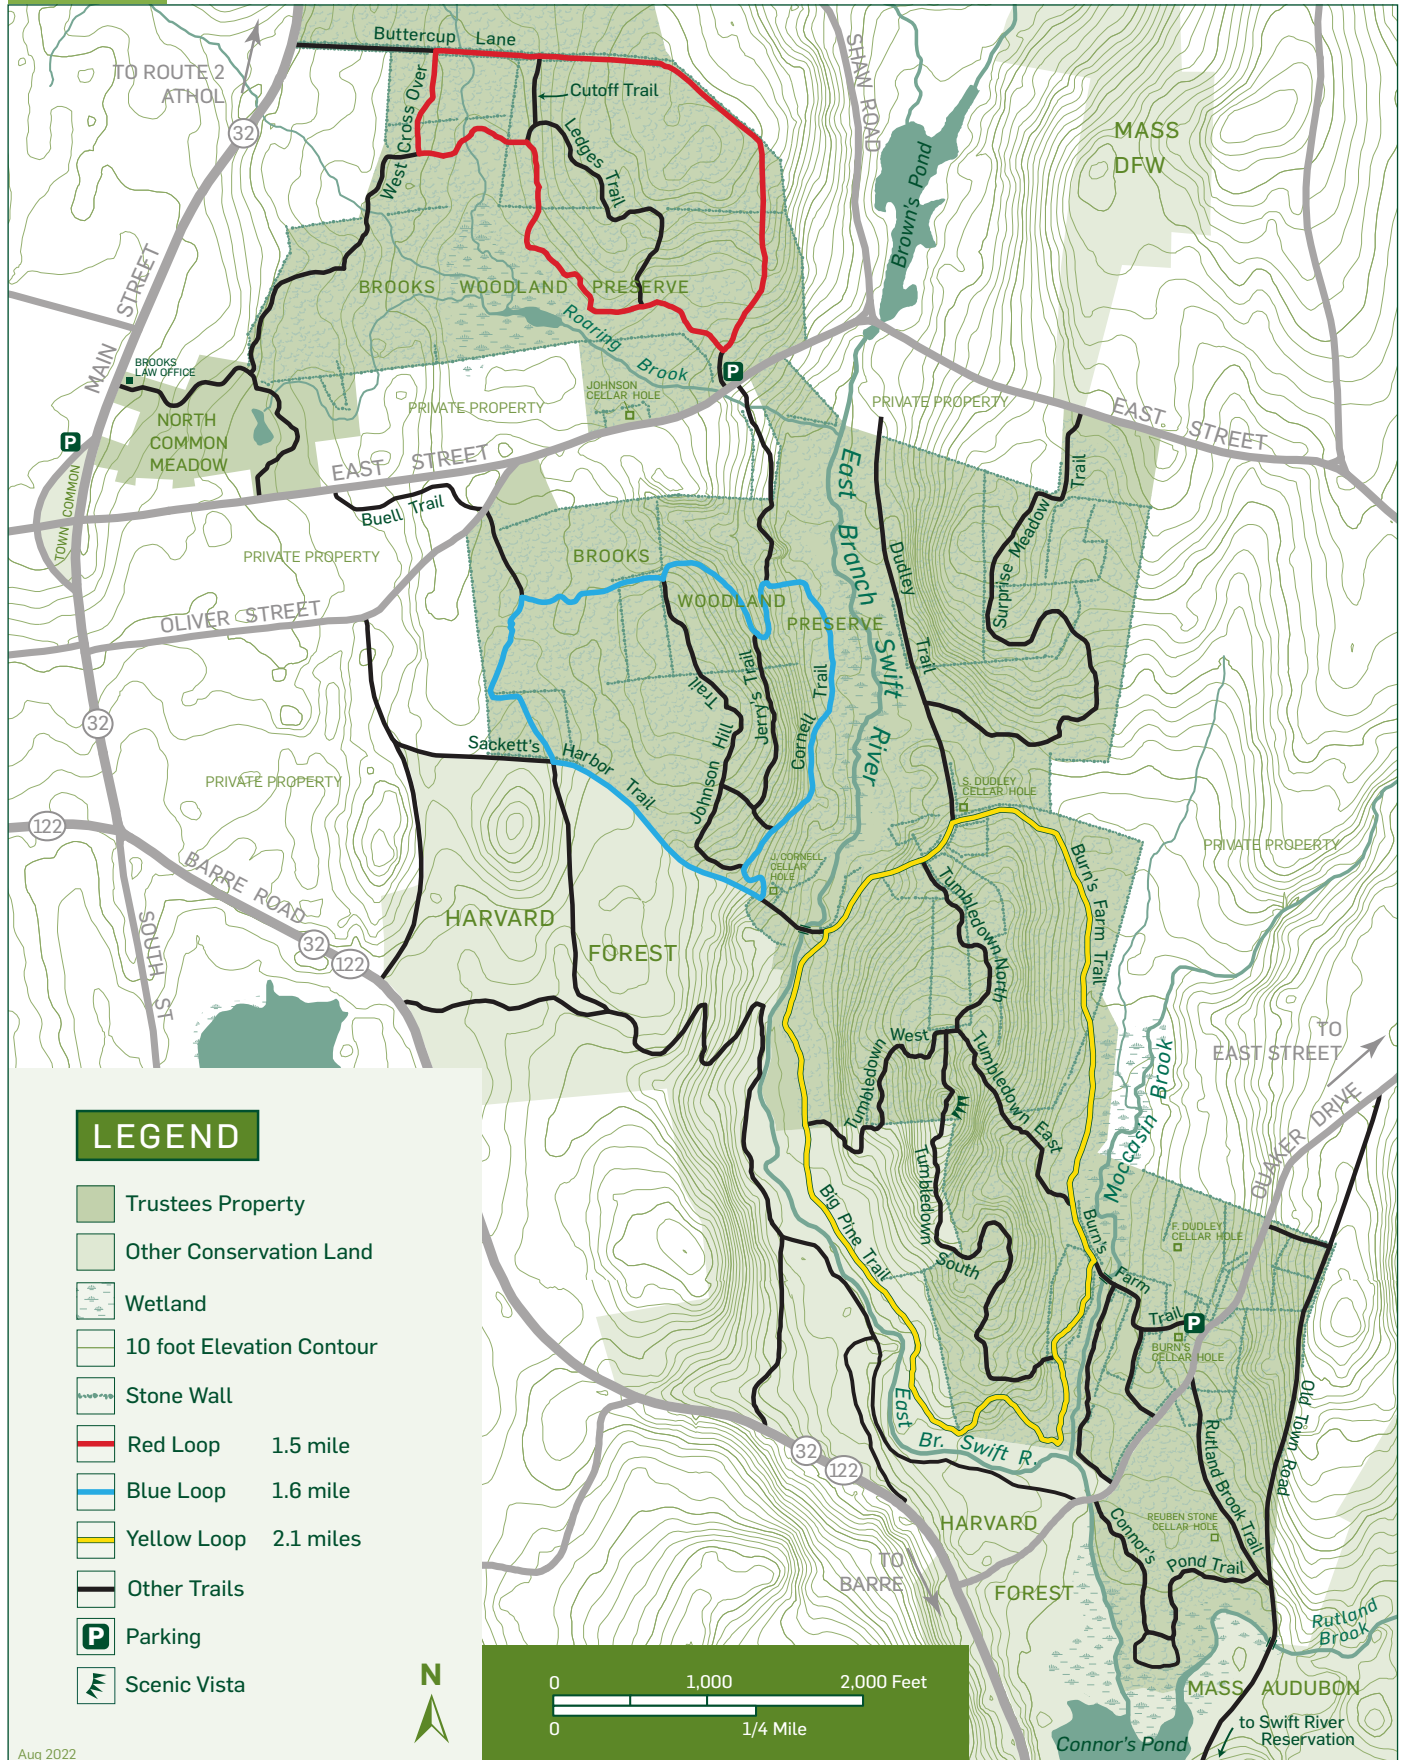 Buttercup Lane
TO ROUTE 2
ATHOL
32
West Cross Over
Cutoff Trail
Ledges Trail
SHAW ROAD
Brown's Pond
MASS
DFW
MAIN STREET
BROOKS WOODLAND PRESERVE
Roaring Brook
P
BROOKS
LAW OFFICE
NORTH
COMMON
MEADOW
P
TOWN COMMON
PRIVATE PROPERTY
JOHNSON
CELLAR HOLE
PRIVATE PROPERTY
EAST STREET
EAST STREET
Buell Trail
PRIVATE PROPERTY
OLIVER STREET
BROOKS
WOODLAND
PRESERVE
East Branch Swift River
Dudley Trail
Surprise Meadow Trail
32
PRIVATE PROPERTY
122
BARRE ROAD
SOUTH ST
32
122
Sackett's Harbor Trail
Johnson Hill Trail
Jerry's Trail
Cornell Trail
S. DUDLEY
CELLAR HOLE
J. CORNELL
CELLAR
HOLE
PRIVATE PROPERTY
HARVARD
FOREST
Burn's Farm Trail
Tumbledown North
Tumbledown West
Tumbledown East
Tumbledown South
Big Pine Trail
Moccasin Brook
TO
EAST STREET
QUAKER DRIVE
F. DUDLEY
CELLAR HOLE
Burn's Farm Trail
P
BURN'S
CELLAR HOLE
Old Town Road
Rutland Brook Trail
East Br. Swift R.
32
122
HARVARD
FOREST
TO
BARRE
Connor's Pond Trail
REUBEN STONE
CELLAR HOLE
Rutland
Brook
MASS AUDUBON
to Swift River
Reservation
Connor's Pond
LEGEND
Trustees Property
Other Conservation Land
Wetland
10 foot Elevation Contour
Stone Wall
Red Loop 1.5 mile
Blue Loop 1.6 mile
Yellow Loop 2.1 miles
Other Trails
P Parking
Scenic Vista
N
0 1,000 2,000 Feet
0 1/4 Mile
Aug 2022